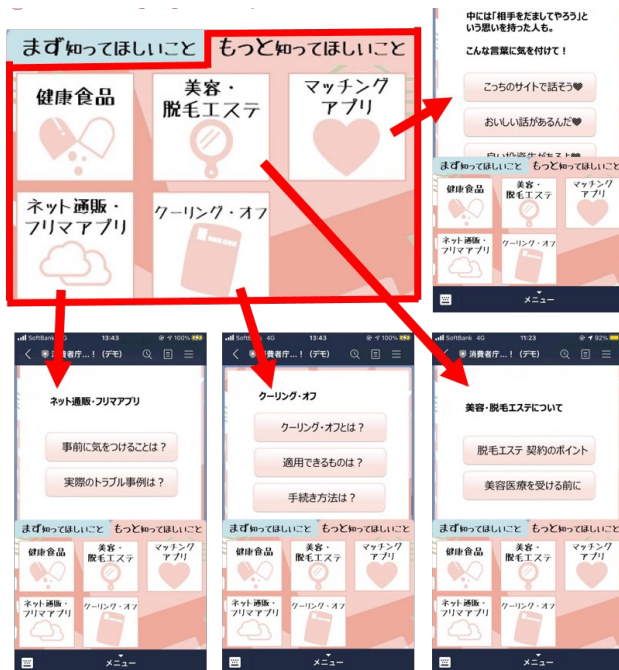 まず知ってほしいこと
もっと知ってほしいこと
健康食品
美容・
脱毛エステ
マッチング
アプリ
ネット通販・
フリマアプリ
クーリング・オフ
中には「相手をだましてやろう」と
いう思いを持った人も。
こんな言葉に気を付けて！
こっちのサイトで話そう♥
おいしい話があるんだ♥
まず知ってほしいこと
もっと知ってほしいこと
健康食品
美容・
脱毛エステ
マッチング
アプリ
ネット通販・
フリマアプリ
クーリング・オフ
メニュー
SoftBank 4G
13:43
100%
消費者庁...！（デモ）
ネット通販・フリマアプリ
事前に気をつけることは？
実際のトラブル事例は？
まず知ってほしいこと
もっと知ってほしいこと
健康食品
美容・
脱毛エステ
マッチング
アプリ
ネット通販・
フリマアプリ
クーリング・オフ
メニュー
SoftBank 4G
13:43
100%
消費者庁...！（デモ）
クーリング・オフ
クーリング・オフとは？
適用できるものは？
手続き方法は？
まず知ってほしいこと
もっと知ってほしいこと
健康食品
美容・
脱毛エステ
マッチング
アプリ
ネット通販・
フリマアプリ
クーリング・オフ
メニュー
SoftBank 4G
11:23
92%
消費者庁...！（デモ）
美容・脱毛エステについて
脱毛エステ 契約のポイント
美容医療を受ける前に
まず知ってほしいこと
もっと知ってほしいこと
健康食品
美容・
脱毛エステ
マッチング
アプリ
ネット通販・
フリマアプリ
クーリング・オフ
メニュー